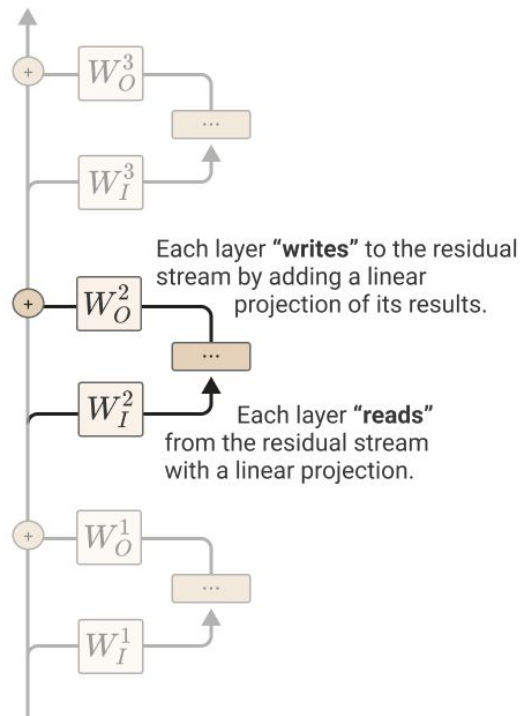 +
W_O^3
...
W_I^3
Each layer “writes” to the residual
stream by adding a linear
projection of its results.
+
W_O^2
...
W_I^2
Each layer “reads”
from the residual stream
with a linear projection.
+
W_O^1
...
W_I^1